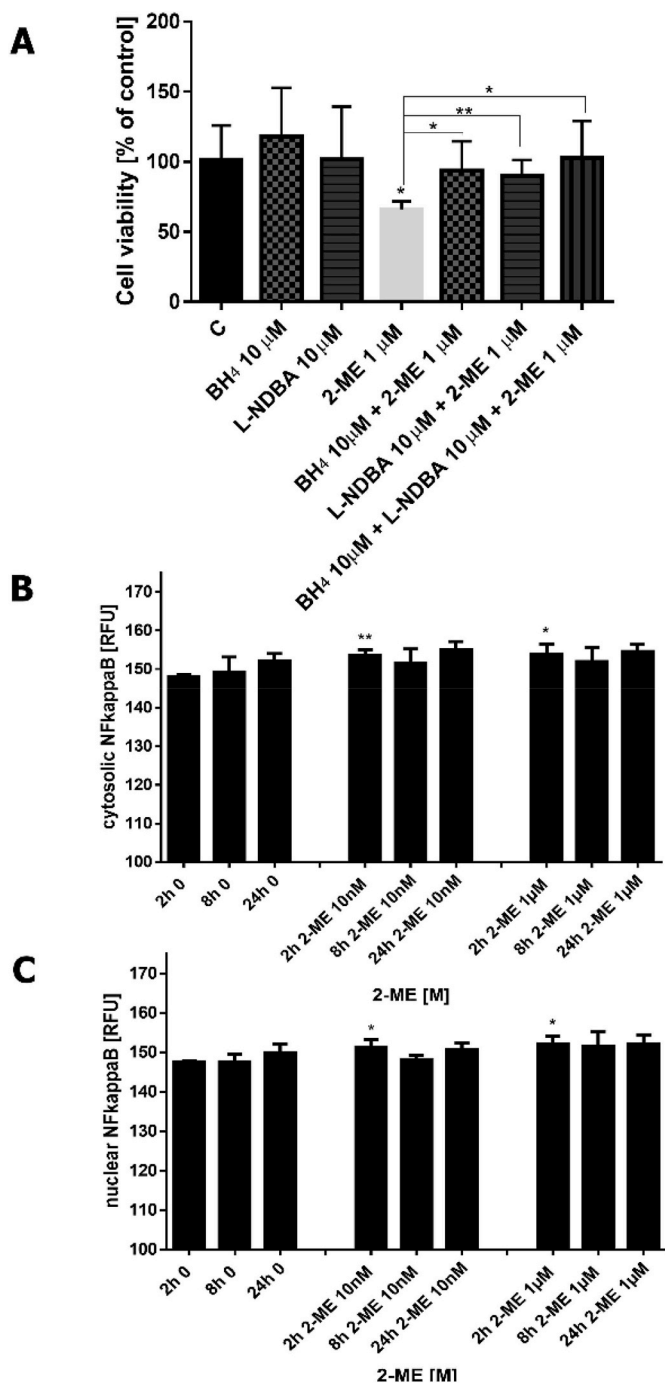 A
Cell viability [% of control]
200
150
100
50
0
*
*
**
*
C
BH4 10 μM
L-NDBA 10μM
2-ME 1 μM
BH4 10μM + 2-ME 1 μM
L-NDBA 10 μM + 2-ME 1 μM
BH4 10μM + L-NDBA 10 μM + 2-ME 1 μM
B
cytosolic NFkappaB [RFU]
170
160
150
140
130
120
100
**
*
2h 0
8h 0
24h 0
2h 2-ME 10nM
8h 2-ME 10nM
24h 2-ME 10nM
2h 2-ME 1μM
8h 2-ME 1μM
24h 2-ME 1μM
2-ME [M]
C
nuclear NFkappaB [RFU]
170
160
150
140
130
120
110
100
*
*
2h 0
8h 0
24h 0
2h 2-ME 10nM
8h 2-ME 10nM
24h 2-ME 10nM
2h 2-ME 1μM
8h 2-ME 1μM
24h 2-ME 1μM
2-ME [M]